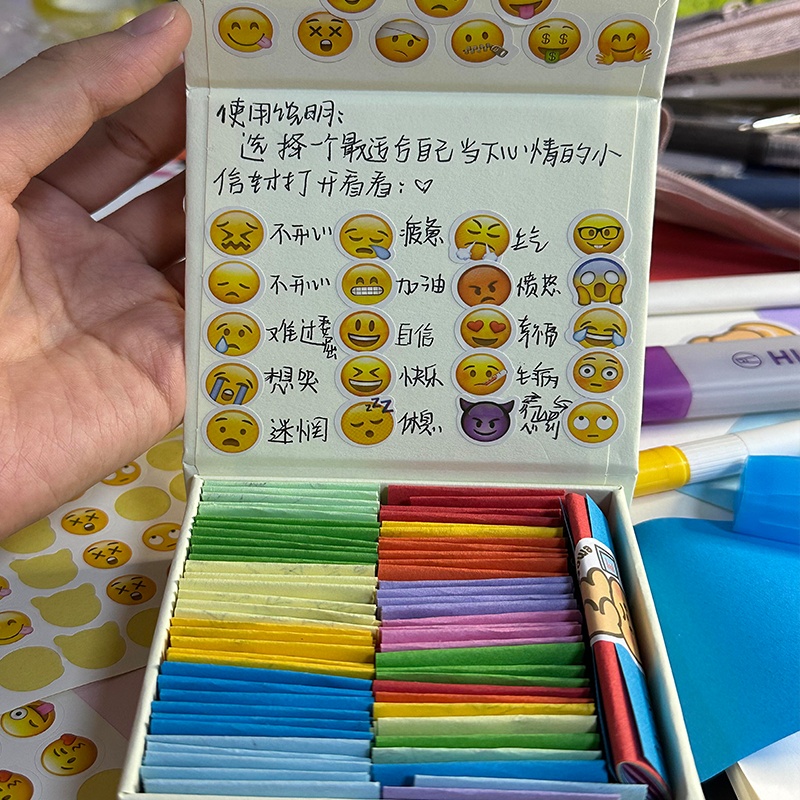 使用说明:
选择一个最适合自己当下心情的小
信封打开看看:♡
不开心 疲惫 生气
不开心 加油 愤怒
难过委屈 自信 幸福
想哭 快乐 生病
迷惘 休息
HI